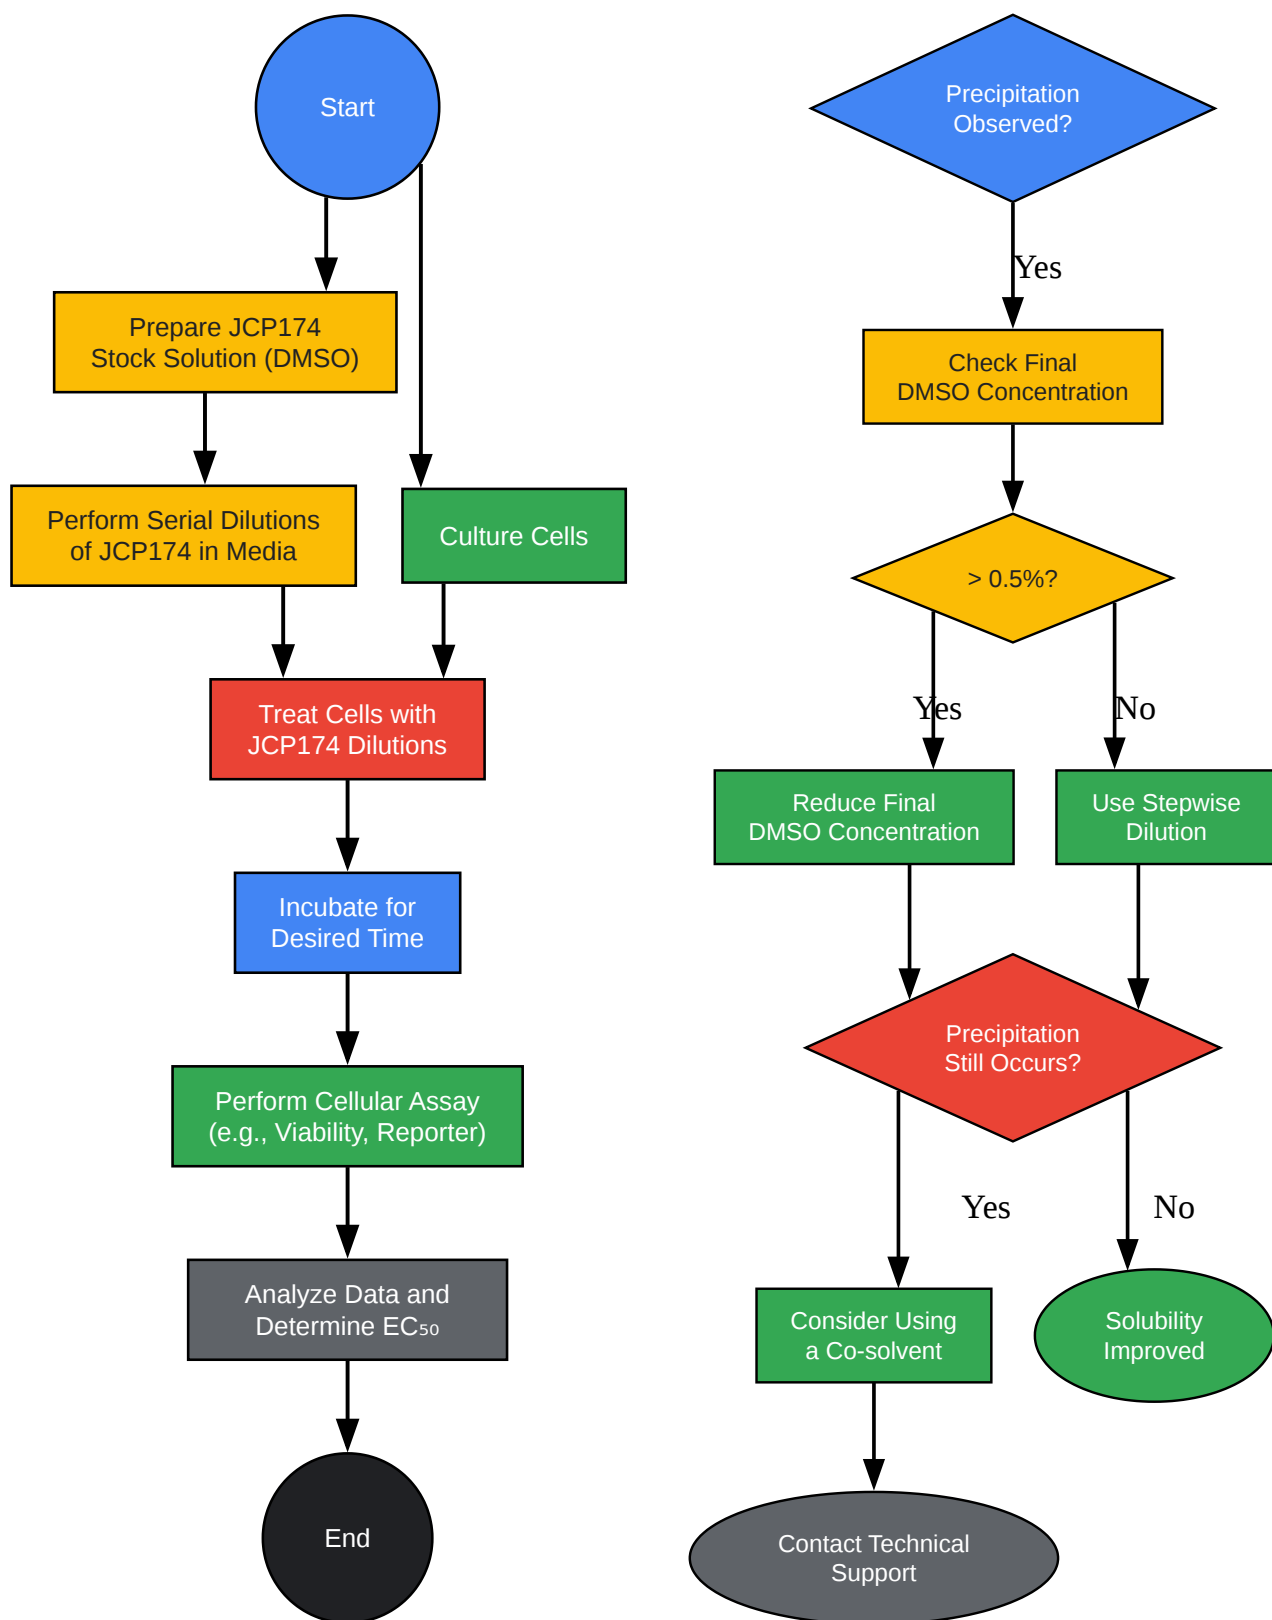 Start
Prepare JCP174
Stock Solution (DMSO)
Perform Serial Dilutions
of JCP174 in Media
Culture Cells
Treat Cells with
JCP174 Dilutions
Incubate for
Desired Time
Perform Cellular Assay
(e.g., Viability, Reporter)
Analyze Data and
Determine EC₅₀
End
Precipitation
Observed?
Yes
Check Final
DMSO Concentration
> 0.5%?
Yes
No
Reduce Final
DMSO Concentration
Use Stepwise
Dilution
Precipitation
Still Occurs?
Yes
No
Consider Using
a Co-solvent
Solubility
Improved
Contact Technical
Support